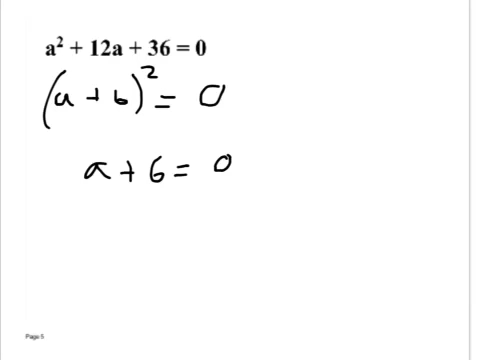 a² + 12a + 36 = 0
(a + 6)² = 0
a + 6 = 0
Page 5